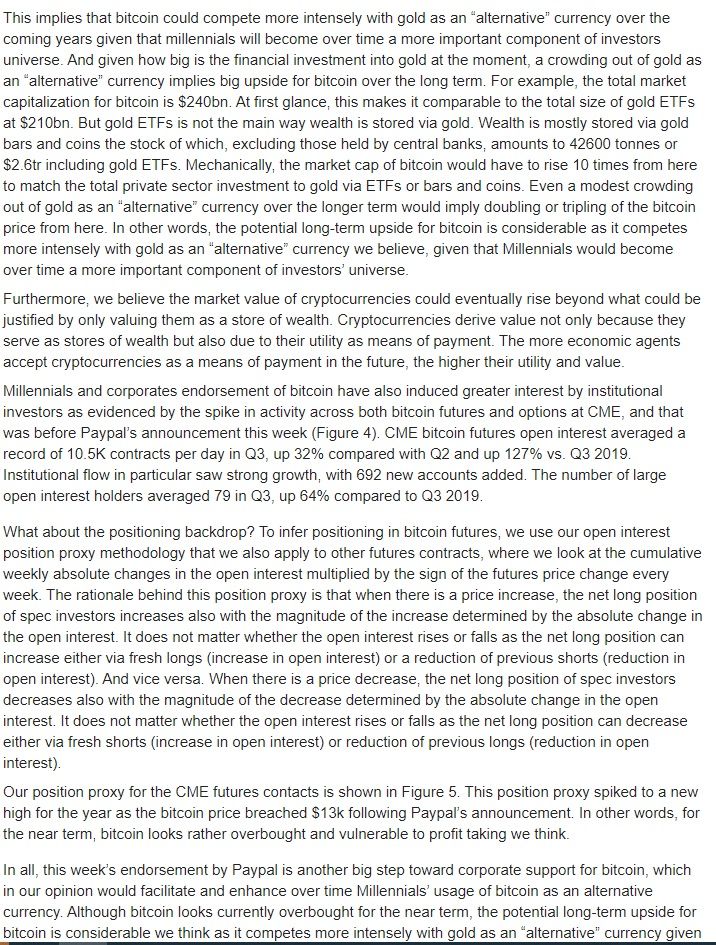 This implies that bitcoin could compete more intensely with gold as an “alternative” currency over the
coming years given that millennials will become over time a more important component of investors
universe. And given how big is the financial investment into gold at the moment, a crowding out of gold as
an “alternative” currency implies big upside for bitcoin over the long term. For example, the total market
capitalization for bitcoin is $240bn. At first glance, this makes it comparable to the total size of gold ETFs
at $210bn. But gold ETFs is not the main way wealth is stored via gold. Wealth is mostly stored via gold
bars and coins the stock of which, excluding those held by central banks, amounts to 42600 tonnes or
$2.6tr including gold ETFs. Mechanically, the market cap of bitcoin would have to rise 10 times from here
to match the total private sector investment to gold via ETFs or bars and coins. Even a modest crowding
out of gold as an “alternative” currency over the longer term would imply doubling or tripling of the bitcoin
price from here. In other words, the potential long-term upside for bitcoin is considerable as it competes
more intensely with gold as an “alternative” currency we believe, given that Millennials would become
over time a more important component of investors’ universe.
Furthermore, we believe the market value of cryptocurrencies could eventually rise beyond what could be
justified by only valuing them as a store of wealth. Cryptocurrencies derive value not only because they
serve as stores of wealth but also due to their utility as means of payment. The more economic agents
accept cryptocurrencies as a means of payment in the future, the higher their utility and value.
Millennials and corporates endorsement of bitcoin have also induced greater interest by institutional
investors as evidenced by the spike in activity across both bitcoin futures and options at CME, and that
was before Paypal’s announcement this week (Figure 4). CME bitcoin futures open interest averaged a
record of 10.5K contracts per day in Q3, up 32% compared with Q2 and up 127% vs. Q3 2019.
Institutional flow in particular saw strong growth, with 692 new accounts added. The number of large
open interest holders averaged 79 in Q3, up 64% compared to Q3 2019.
What about the positioning backdrop? To infer positioning in bitcoin futures, we use our open interest
position proxy methodology that we also apply to other futures contracts, where we look at the cumulative
weekly absolute changes in the open interest multiplied by the sign of the futures price change every
week. The rationale behind this position proxy is that when there is a price increase, the net long position
of spec investors increases also with the magnitude of the increase determined by the absolute change in
the open interest. It does not matter whether the open interest rises or falls as the net long position can
increase either via fresh longs (increase in open interest) or a reduction of previous shorts (reduction in
open interest). And vice versa. When there is a price decrease, the net long position of spec investors
decreases also with the magnitude of the decrease determined by the absolute change in the open
interest. It does not matter whether the open interest rises or falls as the net long position can decrease
either via fresh shorts (increase in open interest) or reduction of previous longs (reduction in open
interest).
Our position proxy for the CME futures contacts is shown in Figure 5. This position proxy spiked to a new
high for the year as the bitcoin price breached $13k following Paypal’s announcement. In other words, for
the near term, bitcoin looks rather overbought and vulnerable to profit taking we think.
In all, this week’s endorsement by Paypal is another big step toward corporate support for bitcoin, which
in our opinion would facilitate and enhance over time Millennials’ usage of bitcoin as an alternative
currency. Although bitcoin looks currently overbought for the near term, the potential long-term upside for
bitcoin is considerable we think as it competes more intensely with gold as an “alternative” currency given